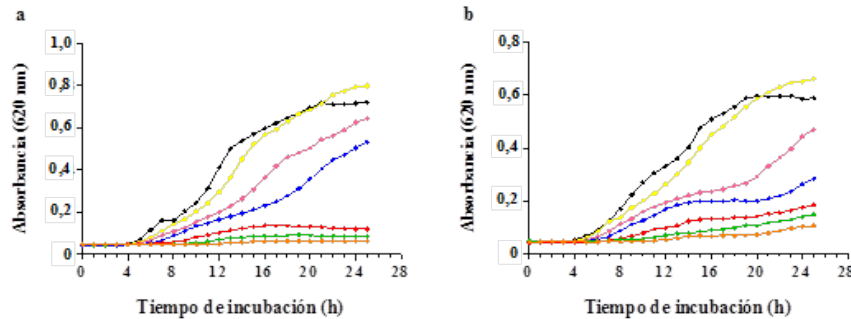 a
1,0
0,8
0,6
0,4
0,2
0
Absorbancia (620 nm)
0 4 8 12 16 20 24 28
Tiempo de incubación (h)
b
0,8
0,6
0,4
0,2
0
Absorbancia (620 nm)
0 4 8 12 16 20 24 28
Tiempo de incubación (h)